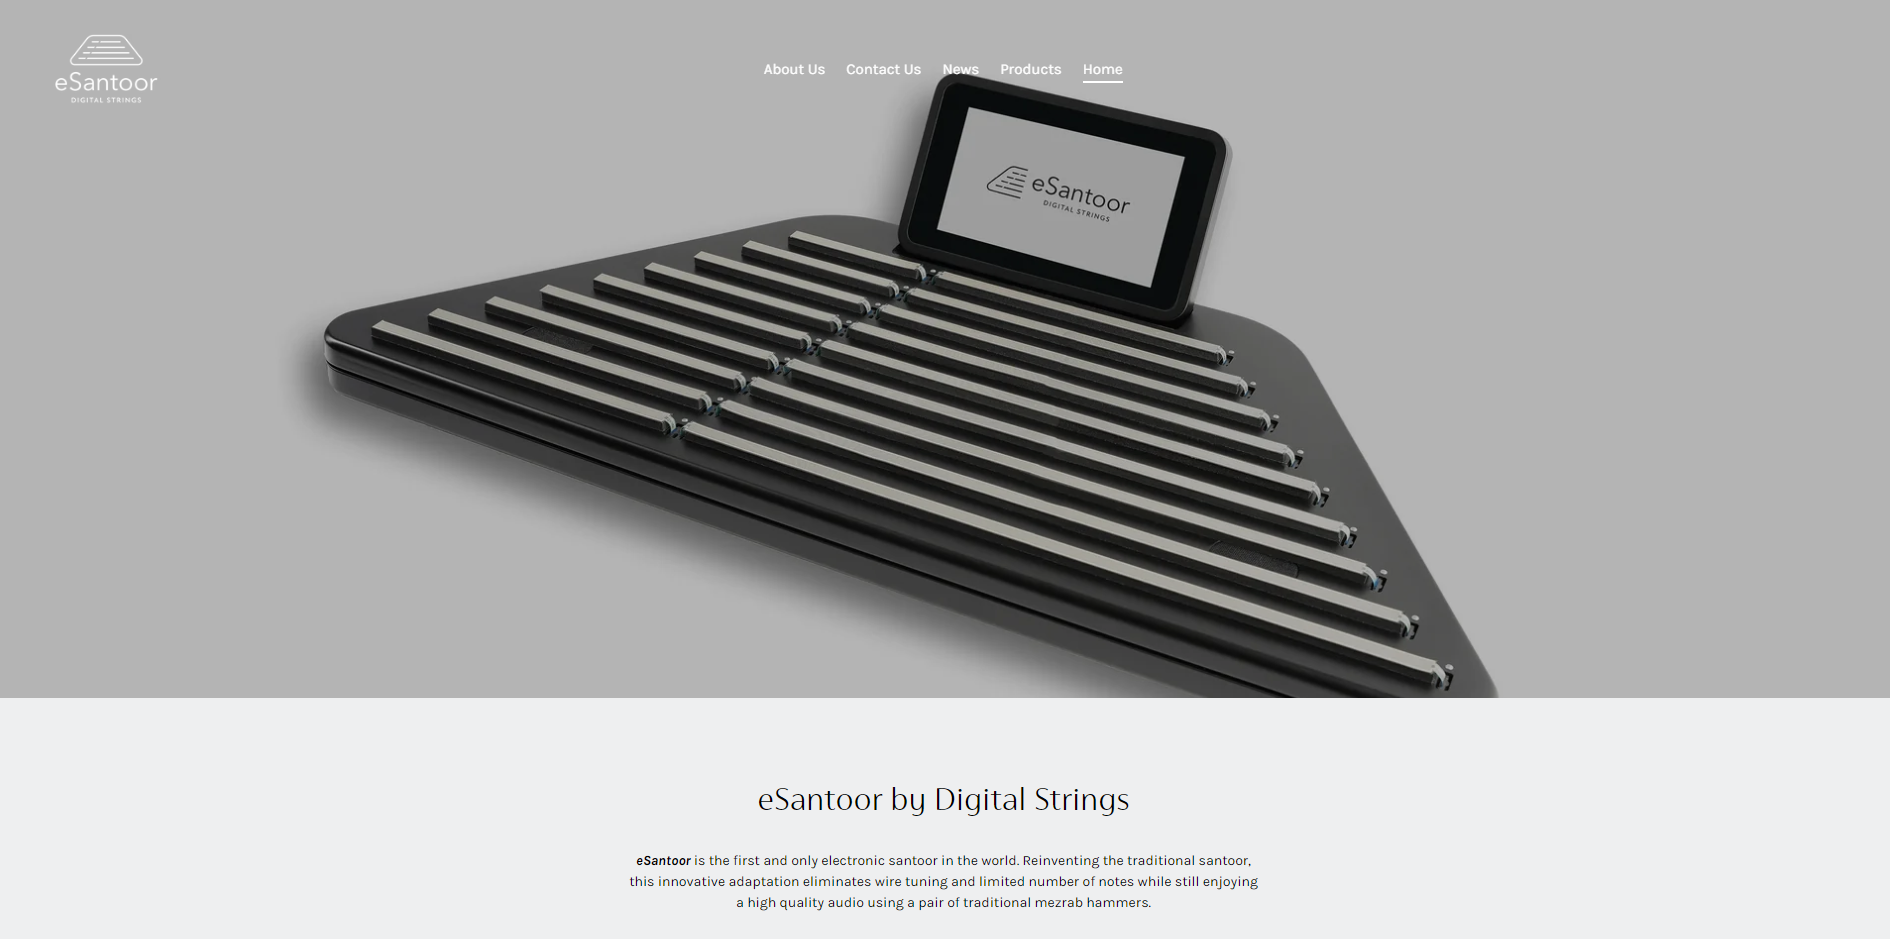 eSantoor
DIGITAL STRINGS
About Us Contact Us News Products Home
eSantoor
DIGITAL STRINGS
eSantoor by Digital Strings
eSantoor is the first and only electronic santoor in the world. Reinventing the traditional santoor,
this innovative adaptation eliminates wire tuning and limited number of notes while still enjoying
a high quality audio using a pair of traditional mezrab hammers.